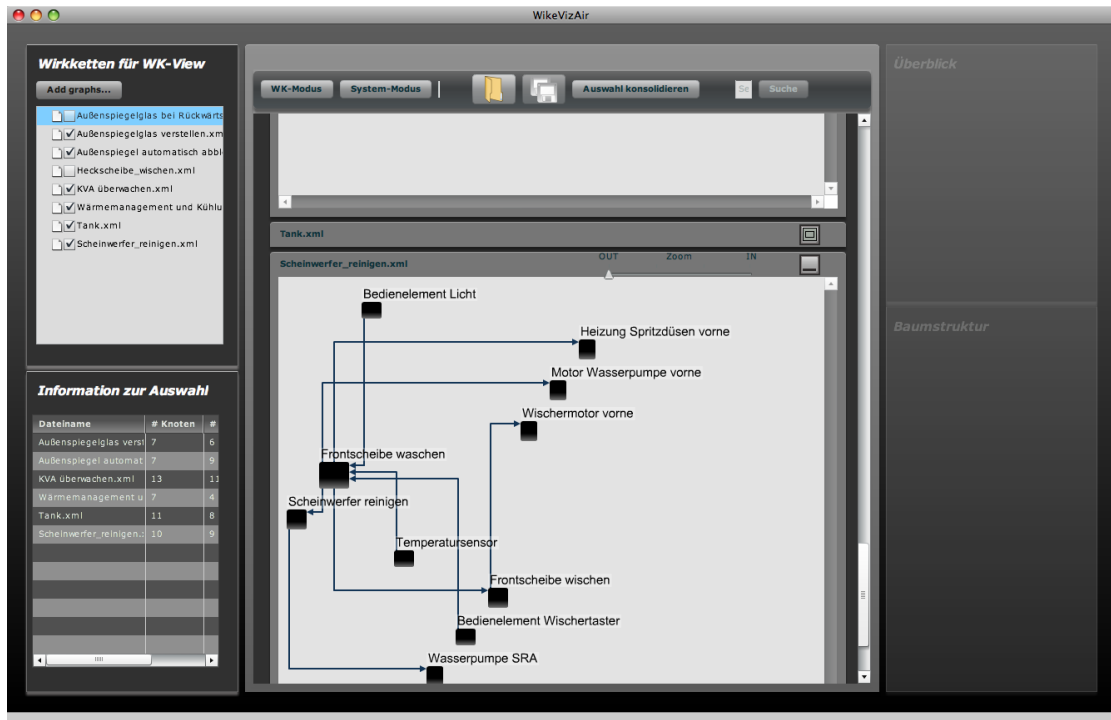 WikeVizAir
Wirkketten für WK-View
Add graphs...
Außenspiegelglas bei Rückwärts
Außenspiegelglas verstellen.xm
Außenspiegel automatisch abbl
Heckscheibe_wischen.xml
KVA überwachen.xml
Wärmemanagement und Kühlu
Tank.xml
Scheinwerfer_reinigen.xml
Information zur Auswahl
Dateiname # Knoten #
Außenspiegelglas verst 7 6
Außenspiegel automat 7 9
KVA überwachen.xml 13 11
Wärmemanagement u 7 4
Tank.xml 11 8
Scheinwerfer_reinigen.: 10 9
WK-Modus System-Modus Auswahl konsolidieren Se Suche
Tank.xml
Scheinwerfer_reinigen.xml OUT Zoom IN
Bedienelement Licht
Heizung Spritzdüsen vorne
Motor Wasserpumpe vorne
Wischermotor vorne
Frontscheibe waschen
Scheinwerfer reinigen
Temperatursensor
Frontscheibe wischen
Bedienelement Wischertaster
Wasserpumpe SRA
Überblick
Baumstruktur